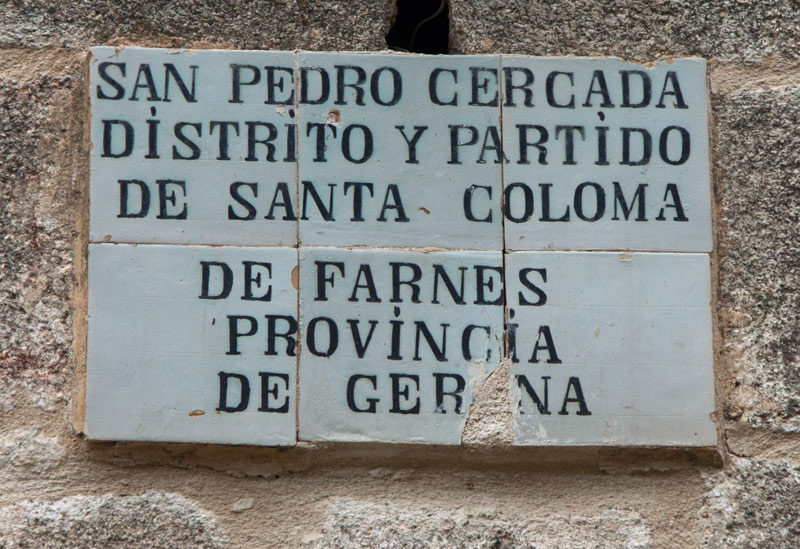 SAN PEDRO CERCADA
DiSTRiTO Y PARTiDO
DE SANTA COLOMA
DE FARNES
PROViNCiA
DE GERONA